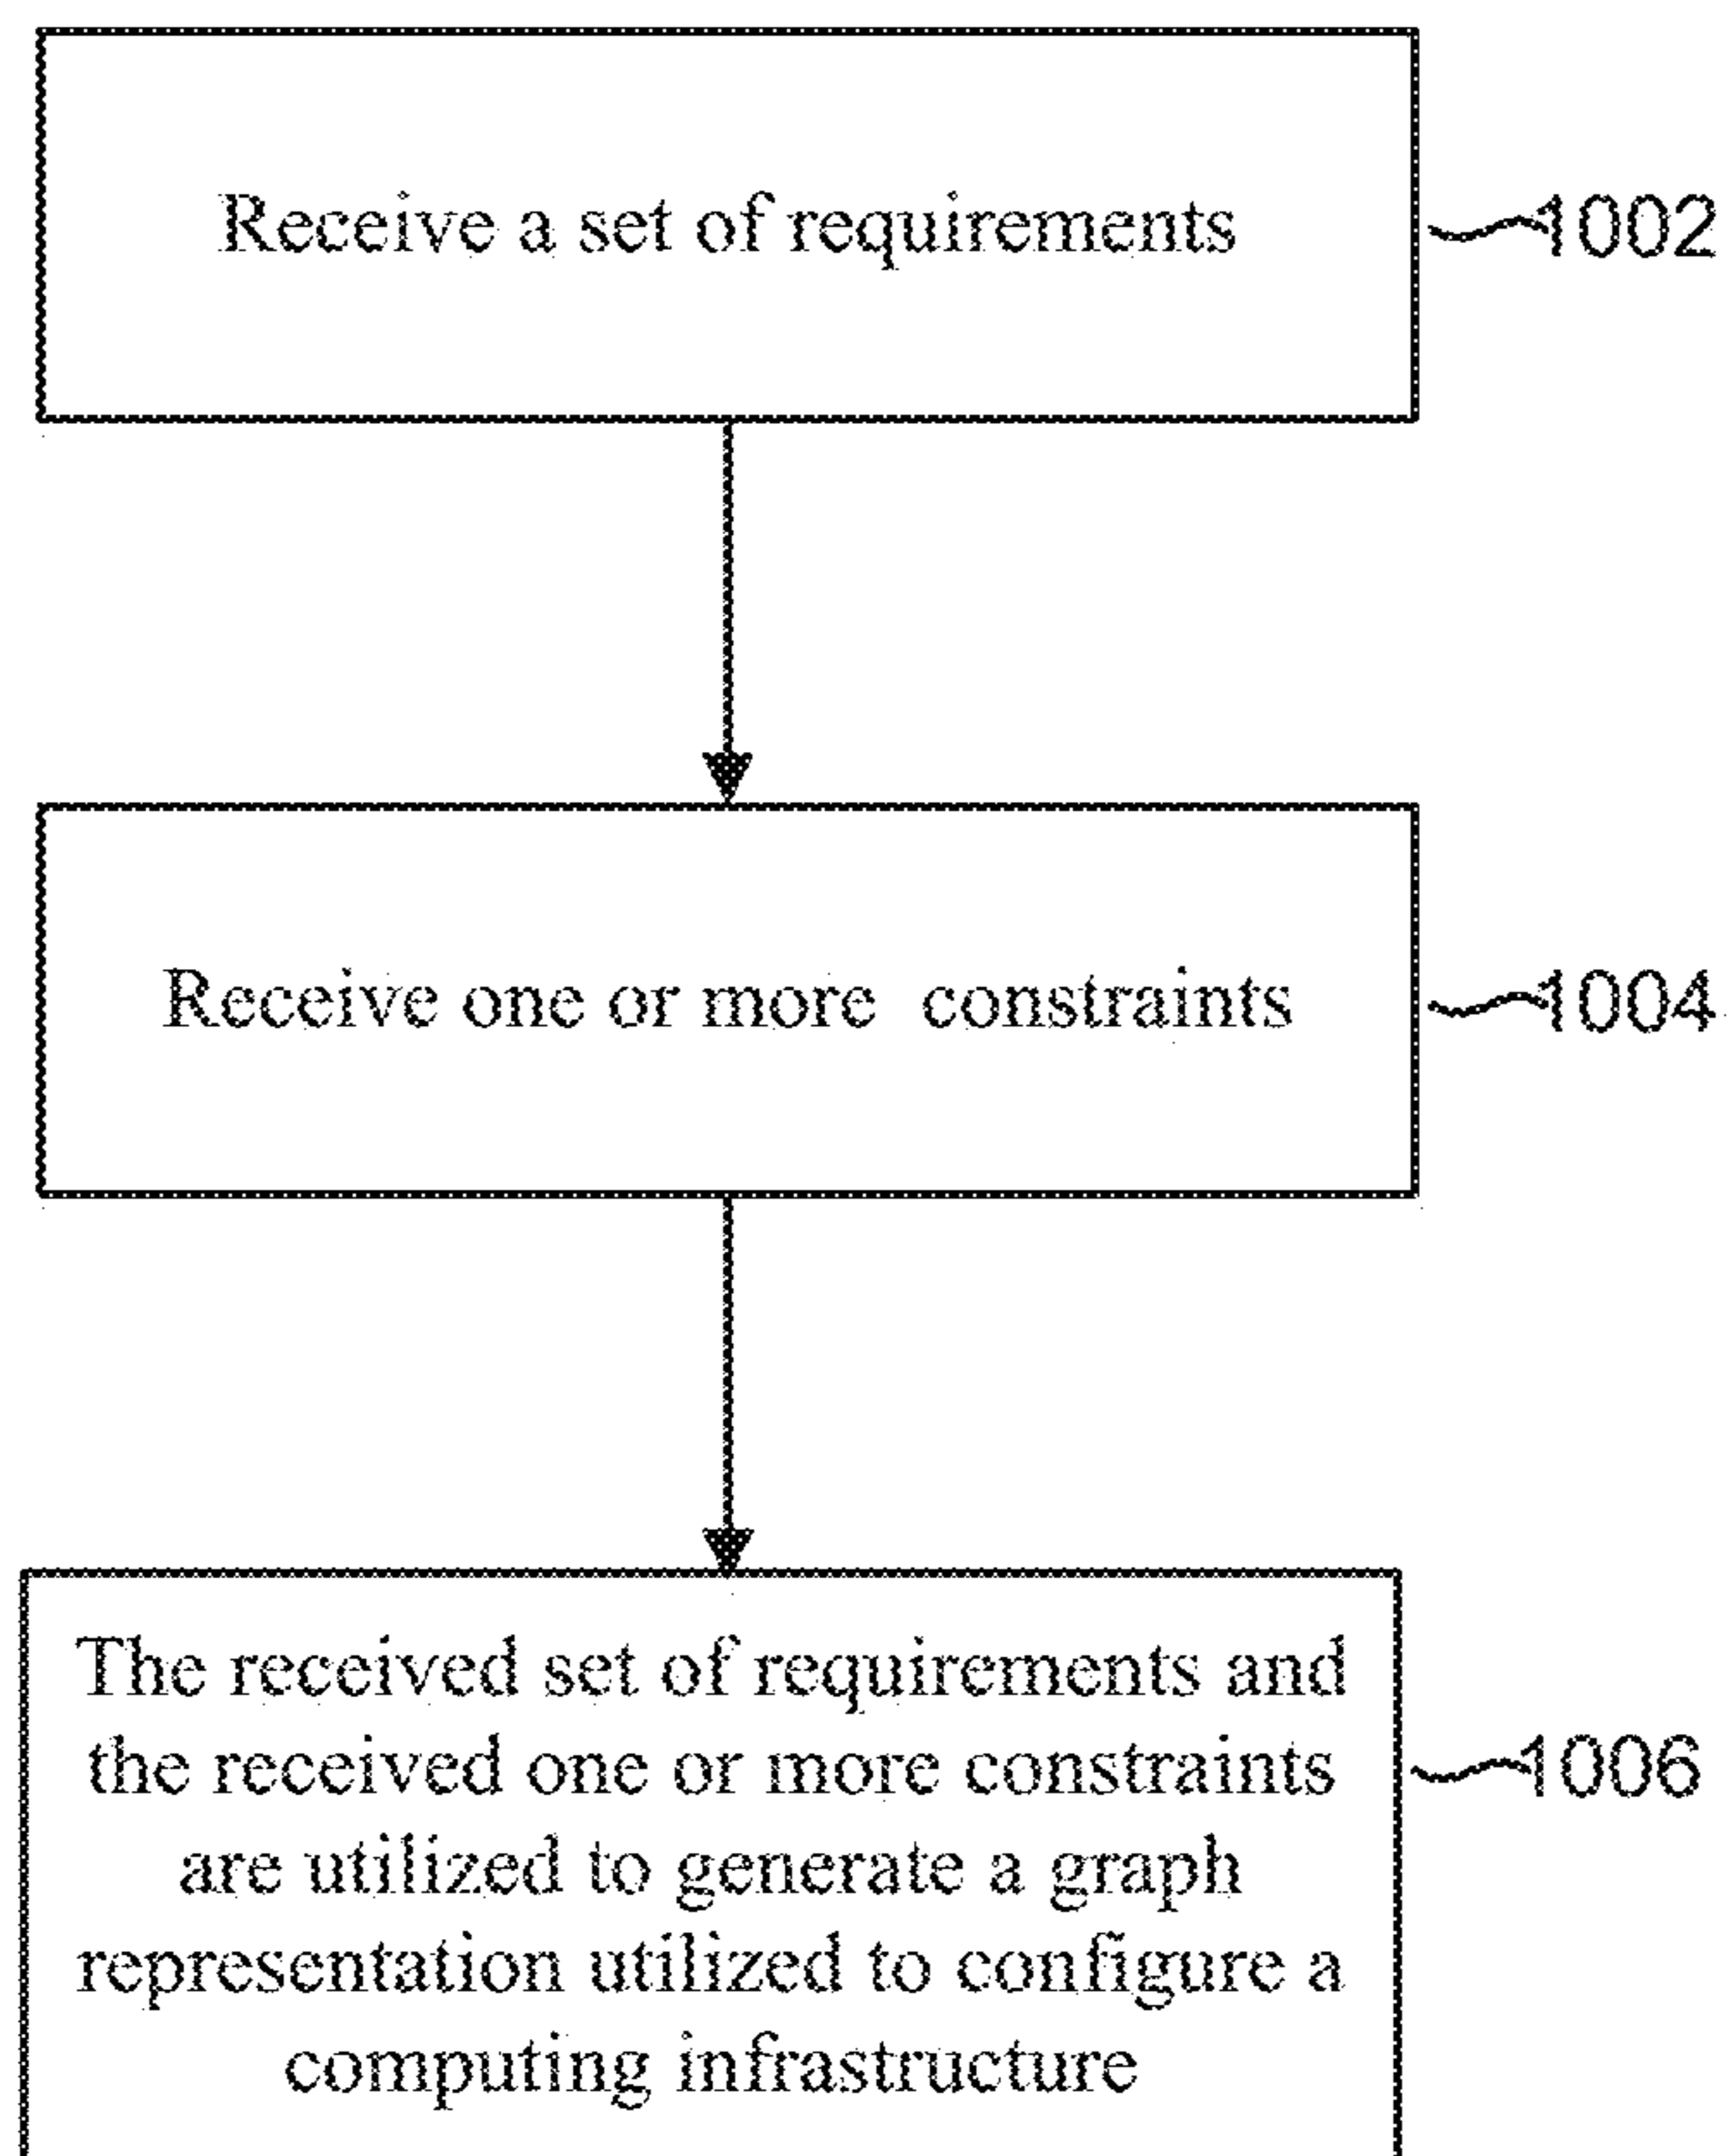 Receive a set of requirements
1002
Receive one or more constraints
1004
The received set of requirements and
the received one or more constraints
1006
are utilized to generate a graph
representation utilized to configure a
computing infrastructure